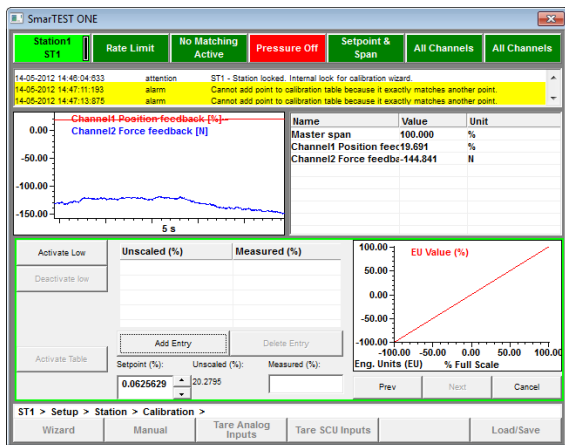 SmarTEST ONE
Station1 ST1
Rate Limit
No Matching Active
Pressure Off
Setpoint & Span
All Channels
All Channels
14-05-2012 14:46:04:633 attention ST1 - Station looked. Internal look for calibration wizard.
14-05-2012 14:47:11:193 alarm Cannot add point to calibration table because it exactly matches another point.
14-05-2012 14:47:13:875 alarm Cannot add point to calibration table because it exactly matches another point.
Channel1 Position feedback [%]
Channel2 Force feedback [N]
0.00
-50.00
-100.00
-150.00
5 s
Name Value Unit
Master span 100.000 %
Channel1 Position feec 19.691 %
Channel2 Force feedba -144.841 N
Activate Low
Deactivate low
Activate Table
Unscaled (%) Measured (%)
Add Entry
Delete Entry
Setpoint (%): Unscaled (%): Measured (%):
0.0625629 20.2795
EU Value (%)
100.00
50.00
0.00
-50.00
-100.00
-100.00 -50.00 0.00 50.00 100.00
Eng. Units (EU) % Full Scale
Prev
Next
Cancel
ST1 > Setup > Station > Calibration >
Wizard
Manual
Tare Analog Inputs
Tare SCU Inputs
Load/Save